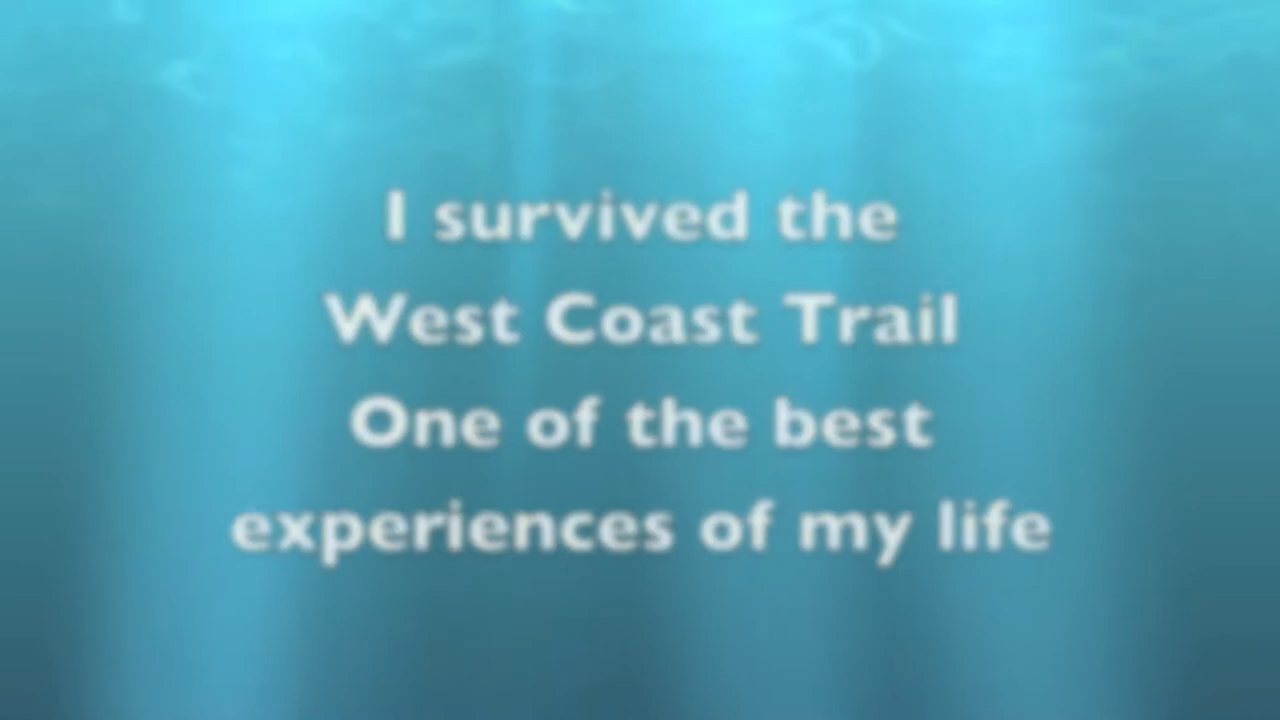 I survived the
West Coast Trail
One of the best
experiences of my life